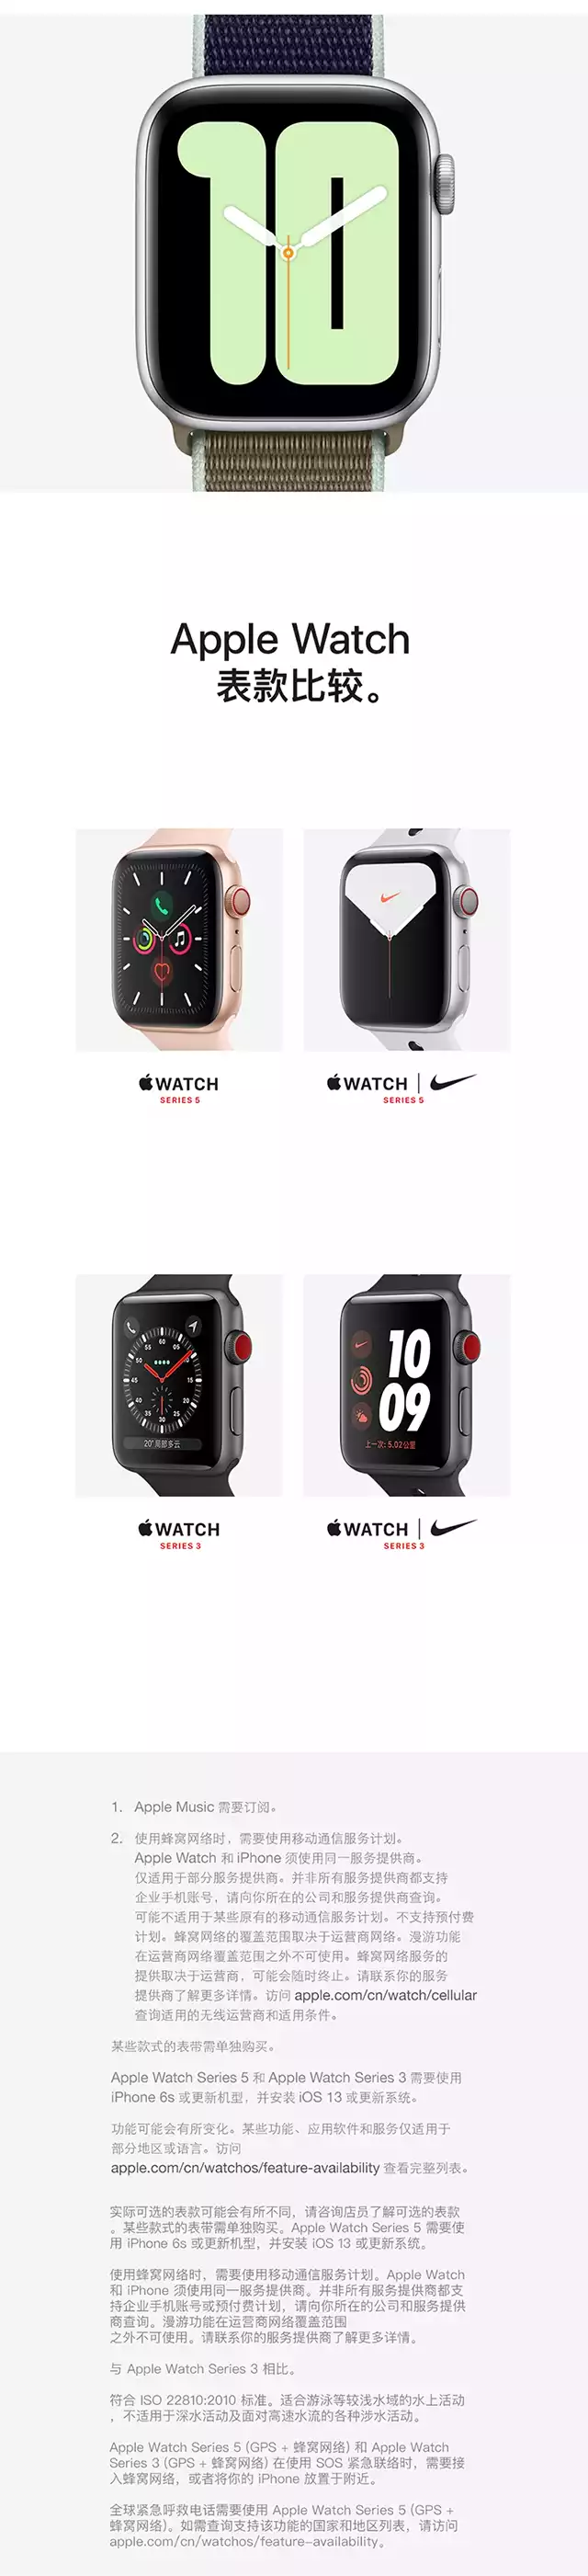 10
Apple Watch
表款比较。
WATCH
SERIES 5
WATCH
SERIES 5
55 60 05
50 10
45 15
40 20
35 30 25
20° 局部多云
10
09
上一次: 5.02公里
WATCH
SERIES 3
WATCH
SERIES 3
1. Apple Music 需要订阅。
2. 使用蜂窝网络时，需要使用移动通信服务计划。
Apple Watch 和 iPhone 须使用同一服务提供商。
仅适用于部分服务提供商。并非所有服务提供商都支持
企业手机账号，请向你所在的公司和服务提供商查询。
可能不适用于某些原有的移动通信服务计划。不支持预付费
计划。蜂窝网络的覆盖范围取决于运营商网络。漫游功能
在运营商网络覆盖范围之外不可使用。蜂窝网络服务的
提供取决于运营商，可能会随时终止。请联系你的服务
提供商了解更多详情。访问 apple.com/cn/watch/cellular
查询适用的无线运营商和适用条件。
某些款式的表带需单独购买。
Apple Watch Series 5 和 Apple Watch Series 3 需要使用
iPhone 6s 或更新机型，并安装 iOS 13 或更新系统。
功能可能会有所变化。某些功能、应用软件和服务仅适用于
部分地区或语言。访问
apple.com/cn/watchos/feature-availability 查看完整列表。
实际可选的表款可能会有所不同，请咨询店员了解可选的表款
。某些款式的表带需单独购买。Apple Watch Series 5 需要使
用 iPhone 6s 或更新机型，并安装 iOS 13 或更新系统。
使用蜂窝网络时，需要使用移动通信服务计划。Apple Watch
和 iPhone 须使用同一服务提供商。并非所有服务提供商都支
持企业手机账号或预付费计划，请向你所在的公司和服务提供
商查询。漫游功能在运营商网络覆盖范围
之外不可使用。请联系你的服务提供商了解更多详情。
与 Apple Watch Series 3 相比。
符合 ISO 22810:2010 标准。适合游泳等较浅水域的水上活动
，不适用于深水活动及面对高速水流的各种涉水活动。
Apple Watch Series 5 (GPS + 蜂窝网络) 和 Apple Watch
Series 3 (GPS + 蜂窝网络) 在使用 SOS 紧急联络时，需要接
入蜂窝网络，或者将你的 iPhone 放置于附近。
全球紧急呼救电话需要使用 Apple Watch Series 5 (GPS +
蜂窝网络)。如需查询支持该功能的国家和地区列表，请访问
apple.com/cn/watchos/feature–availability。